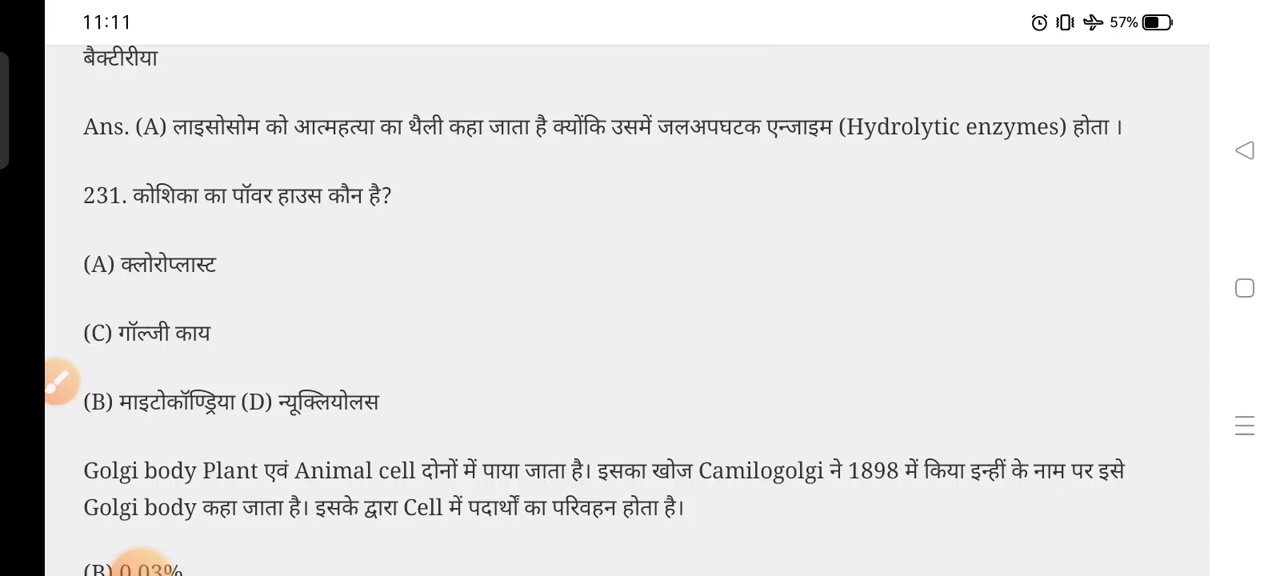 11:11
57%
बैक्टीरीया
Ans. (A) लाइसोसोम को आत्महत्या का थैली कहा जाता है क्योंकि उसमें जलअपघटक एन्जाइम (Hydrolytic enzymes) होता ।
231. कोशिका का पॉवर हाउस कौन है?
(A) क्लोरोप्लास्ट
(C) गॉल्जी काय
(B) माइटोकॉण्ड्रिया (D) न्यूक्लियोलस
Golgi body Plant एवं Animal cell दोनों में पाया जाता है। इसका खोज Camilogolgi ने 1898 में किया इन्हीं के नाम पर इसे
Golgi body कहा जाता है। इसके द्वारा Cell में पदार्थों का परिवहन होता है।
(B) 0.03%